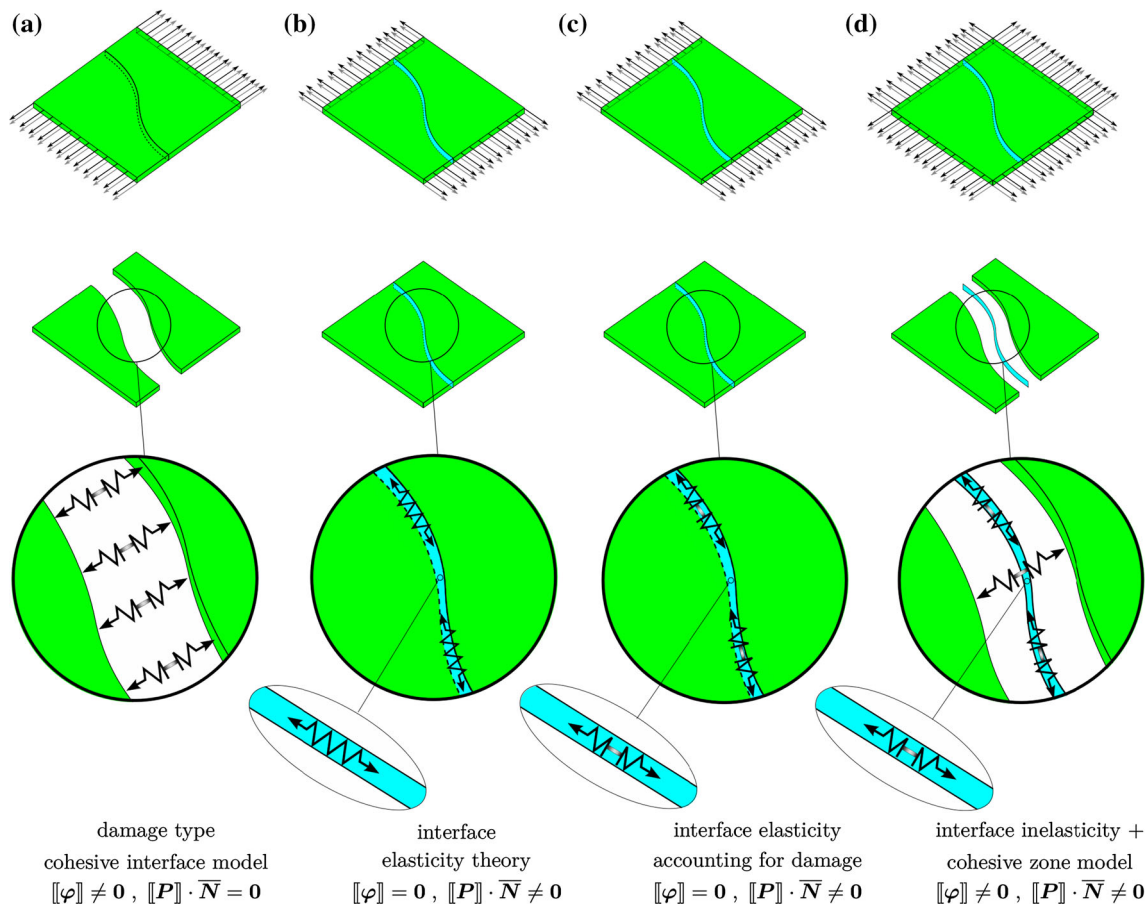 (a)
(b)
(c)
(d)
damage type
cohesive interface model
⟦φ⟧ ≠ 0 , ⟦P⟧ · N̅ = 0
interface
elasticity theory
⟦φ⟧ = 0 , ⟦P⟧ · N̅ ≠ 0
interface elasticity
accounting for damage
⟦φ⟧ = 0 , ⟦P⟧ · N̅ ≠ 0
interface inelasticity +
cohesive zone model
⟦φ⟧ ≠ 0 , ⟦P⟧ · N̅ ≠ 0